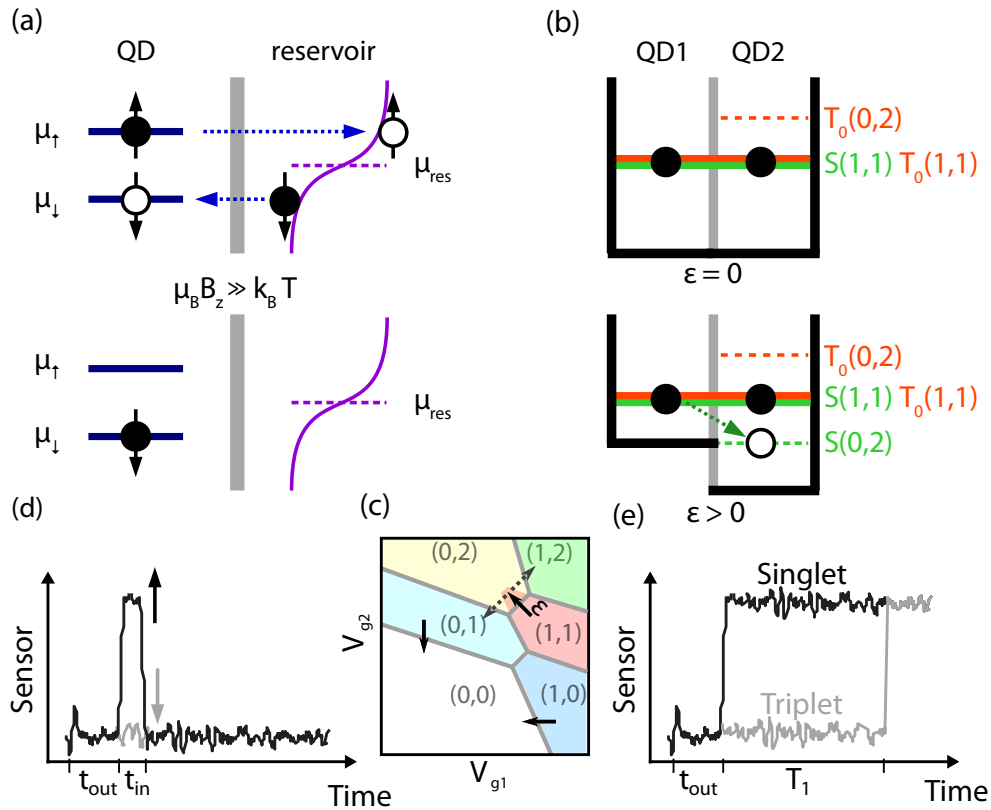 (a)
QD
reservoir
μ↑
μ↓
μres
μBBz ≫ kBT
μ↑
μ↓
μres
(b)
QD1
QD2
T0(0,2)
S(1,1) T0(1,1)
ε = 0
T0(0,2)
S(1,1) T0(1,1)
S(0,2)
ε > 0
(d)
Sensor
tout
tin
Time
(c)
Vg2
(0,2)
(1,2)
ε
(0,1)
(1,1)
(0,0)
(1,0)
Vg1
(e)
Sensor
Singlet
Triplet
tout
T1
Time